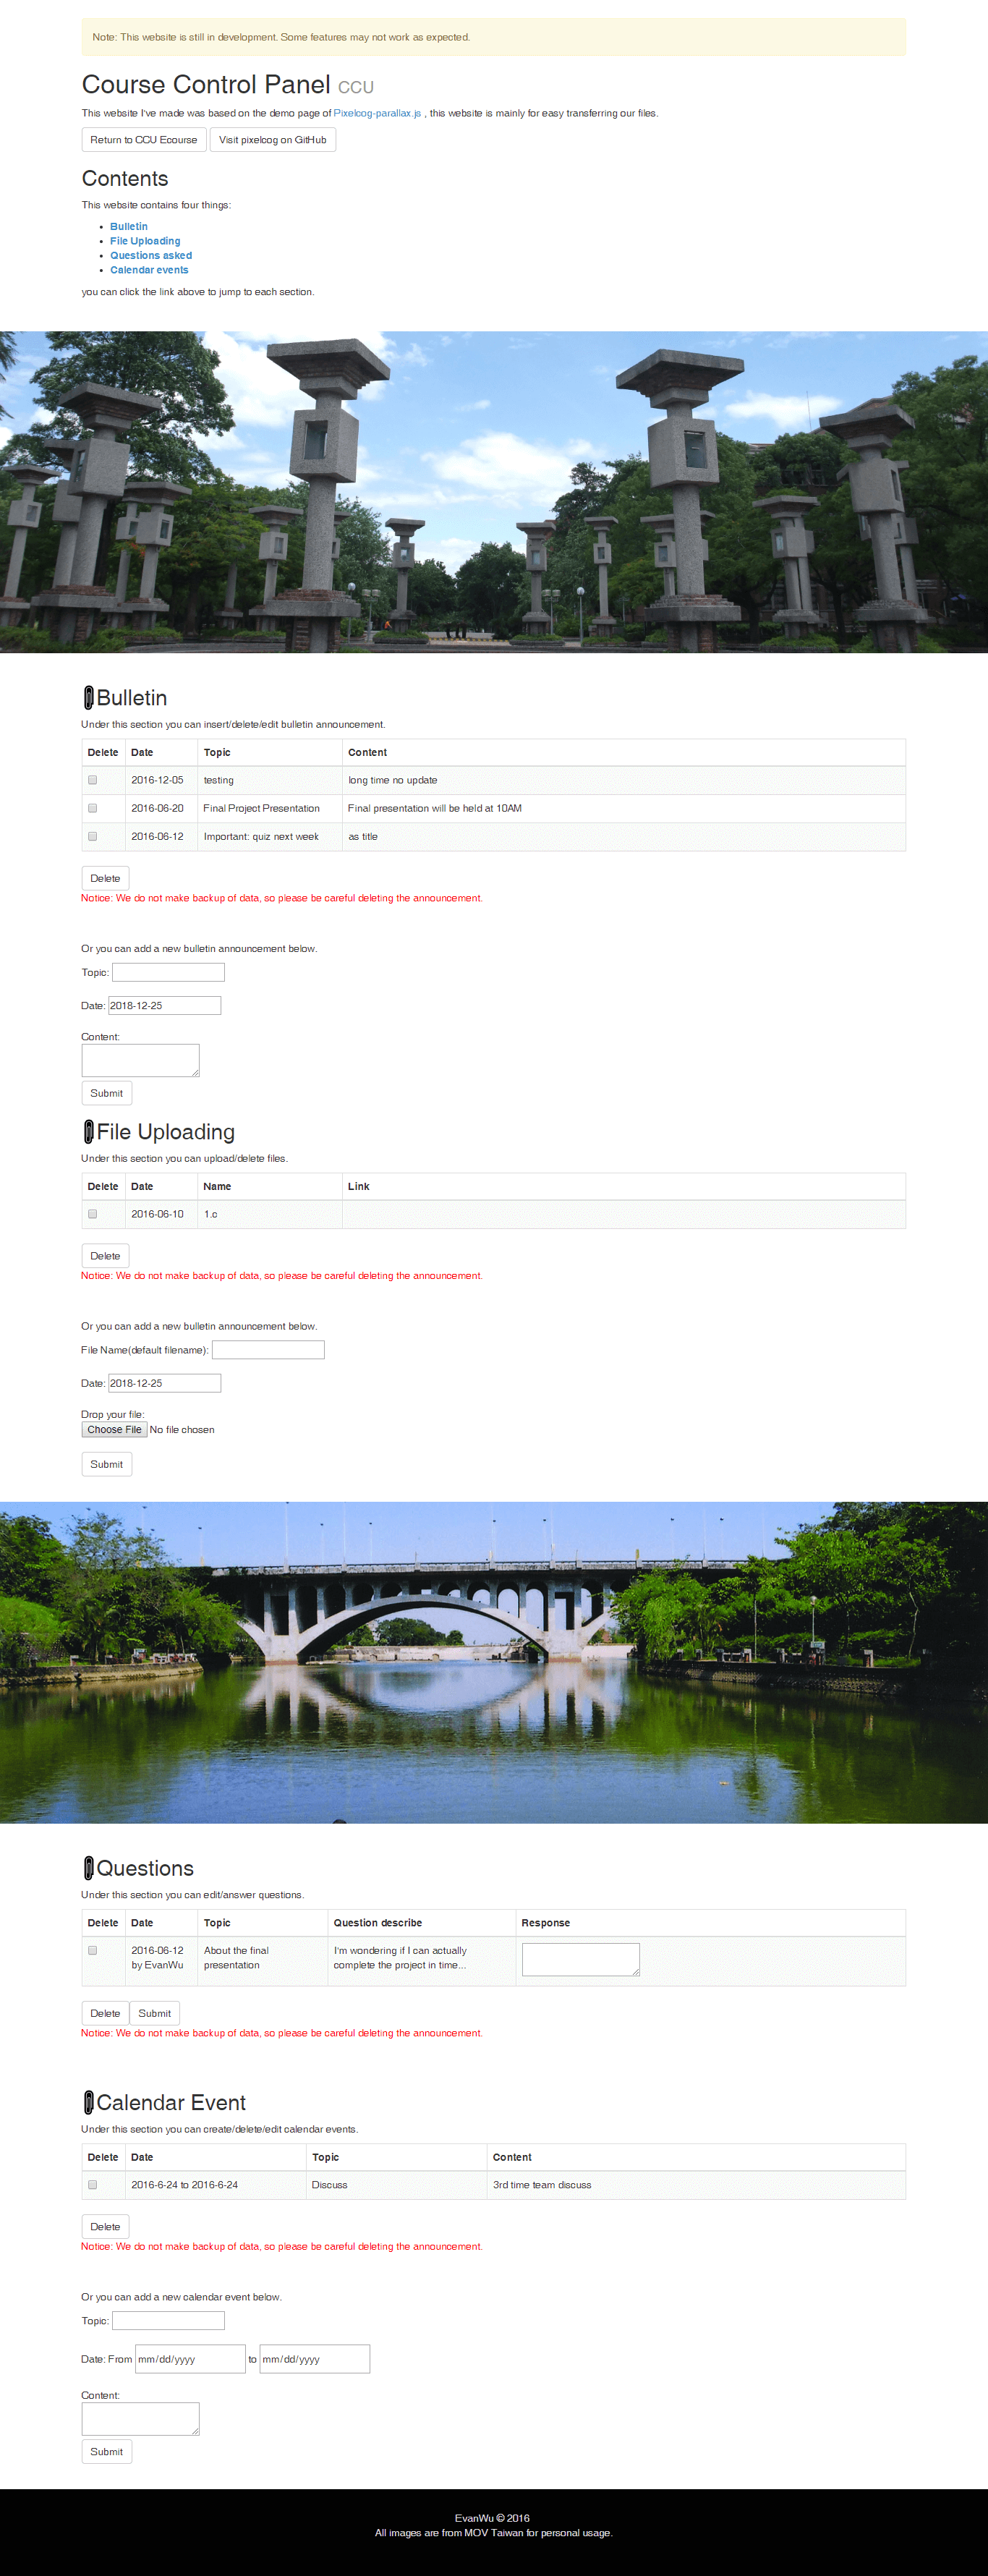 Note: This website is still in development. Some features may not work as expected.
Course Control Panel CCU
This website I've made was based on the demo page of Pixelcog-parallax.js , this website is mainly for easy transferring our files.
Return to CCU Ecourse Visit pixelcog on GitHub
Contents
This website contains four things:
Bulletin
File Uploading
Questions asked
Calendar events
you can click the link above to jump to each section.
Bulletin
Under this section you can insert/delete/edit bulletin announcement.
Delete Date Topic Content
2016-12-05 testing long time no update
2016-06-20 Final Project Presentation Final presentation will be held at 10AM
2016-06-12 Important: quiz next week as title
Delete
Notice: We do not make backup of data, so please be careful deleting the announcement.
Or you can add a new bulletin announcement below.
Topic:
Date: 2018-12-25
Content:
Submit
File Uploading
Under this section you can upload/delete files.
Delete Date Name Link
2016-06-10 1.c
Delete
Notice: We do not make backup of data, so please be careful deleting the announcement.
Or you can add a new bulletin announcement below.
File Name(default filename):
Date: 2018-12-25
Drop your file:
Choose File No file chosen
Submit
Questions
Under this section you can edit/answer questions.
Delete Date Topic Question describe Response
2016-06-12 About the final I'm wondering if I can actually
by EvanWu presentation complete the project in time...
Delete Submit
Notice: We do not make backup of data, so please be careful deleting the announcement.
Calendar Event
Under this section you can create/delete/edit calendar events.
Delete Date Topic Content
2016-6-24 to 2016-6-24 Discuss 3rd time team discuss
Delete
Notice: We do not make backup of data, so please be careful deleting the announcement.
Or you can add a new calendar event below.
Topic:
Date: From mm/dd/yyyy to mm/dd/yyyy
Content:
Submit
EvanWu © 2016
All images are from MOV Taiwan for personal usage.